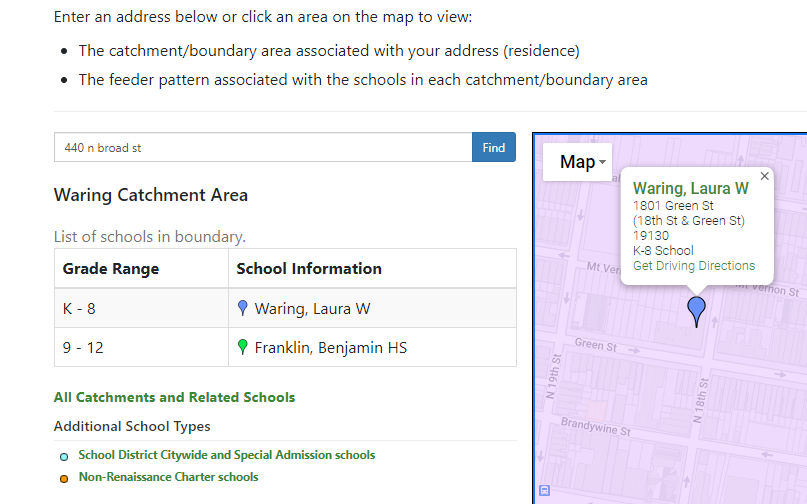 Enter an address below or click an area on the map to view:
The catchment/boundary area associated with your address (residence)
The feeder pattern associated with the schools in each catchment/boundary area
440 n broad st
Find
Waring Catchment Area
List of schools in boundary.
Grade Range School Information
K - 8 Waring, Laura W
9 - 12 Franklin, Benjamin HS
All Catchments and Related Schools
Additional School Types
School District Citywide and Special Admission schools
Non-Renaissance Charter schools
Map
Waring, Laura W
1801 Green St
(18th St & Green St)
19130
K-8 School
Get Driving Directions
Mt Ver
Mt Vernon St
Green St
N 19th St
N 18th St
Brandywine St